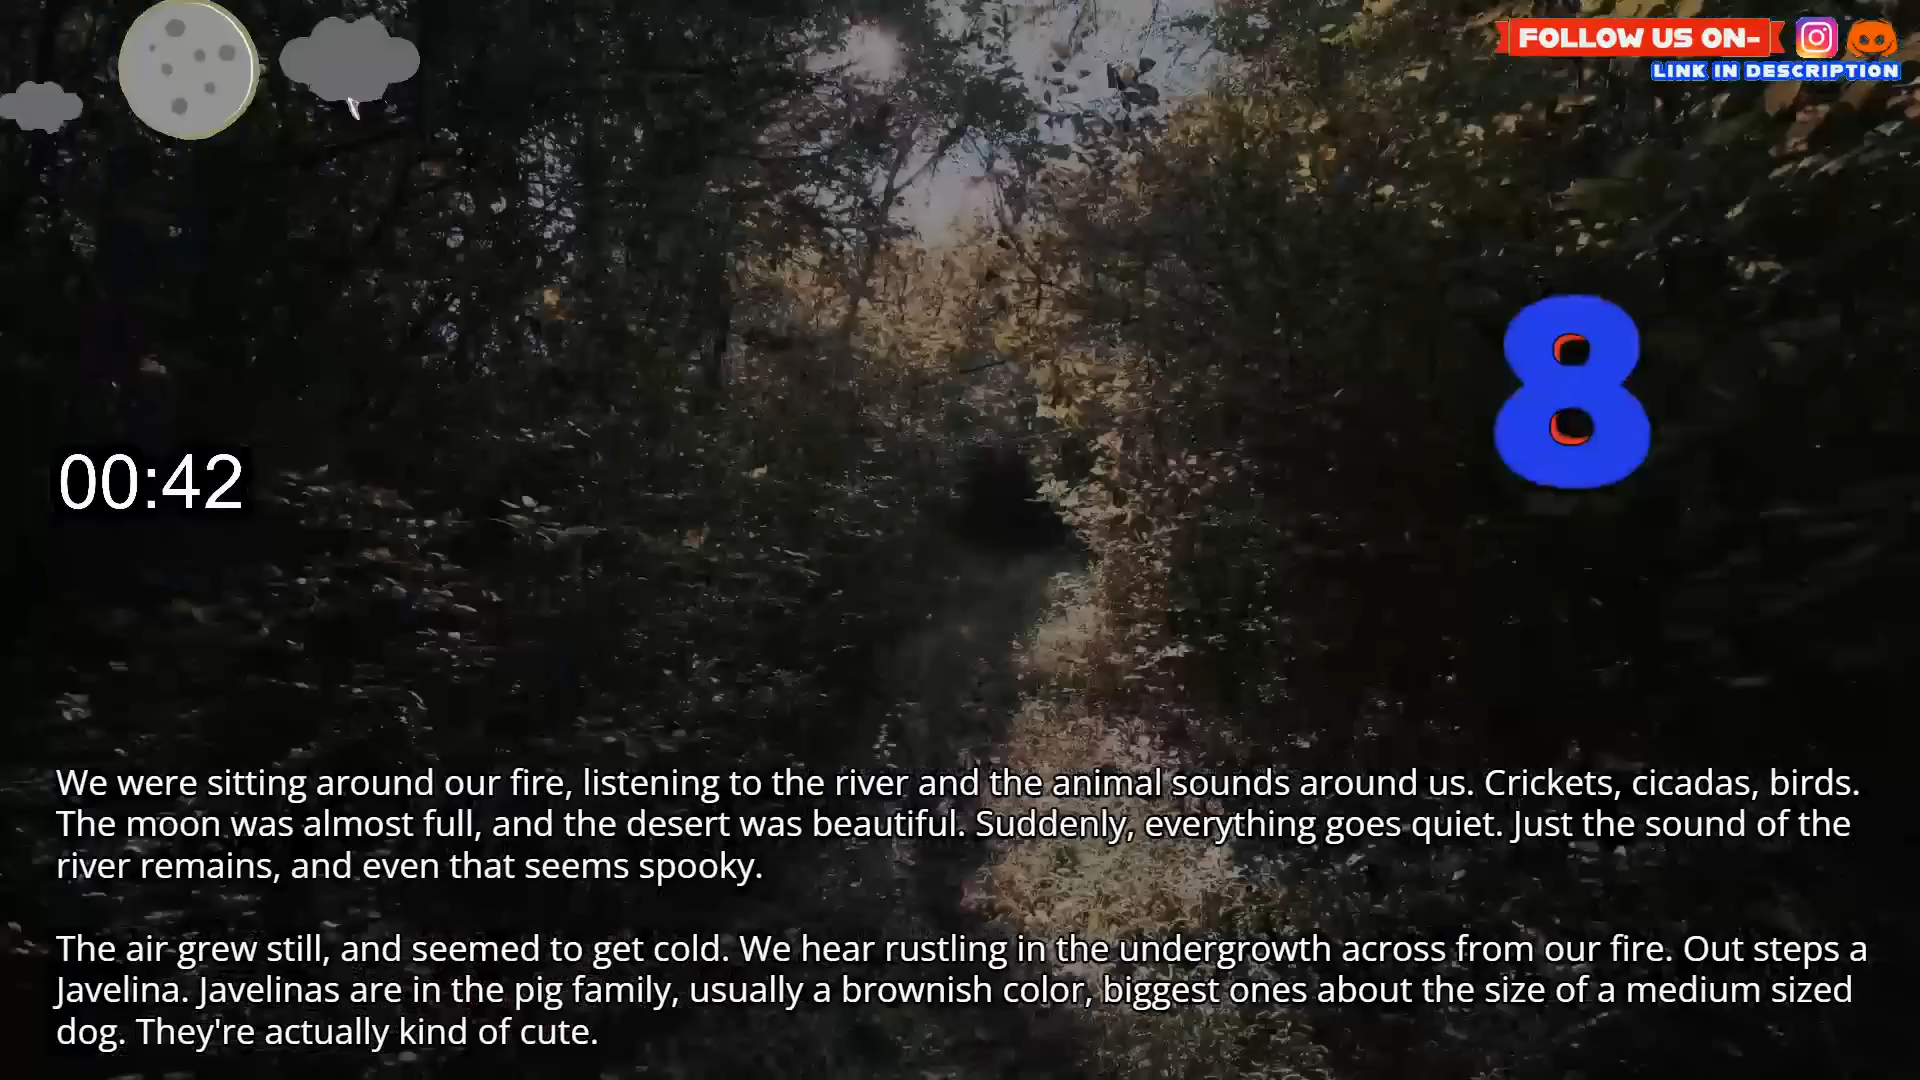 FOLLOW US ON-
LINK IN DESCRIPTION
8
00:42
We were sitting around our fire, listening to the river and the animal sounds around us. Crickets, cicadas, birds.
The moon was almost full, and the desert was beautiful. Suddenly, everything goes quiet. Just the sound of the
river remains, and even that seems spooky.
The air grew still, and seemed to get cold. We hear rustling in the undergrowth across from our fire. Out steps a
Javelina. Javelinas are in the pig family, usually a brownish color, biggest ones about the size of a medium sized
dog. They're actually kind of cute.